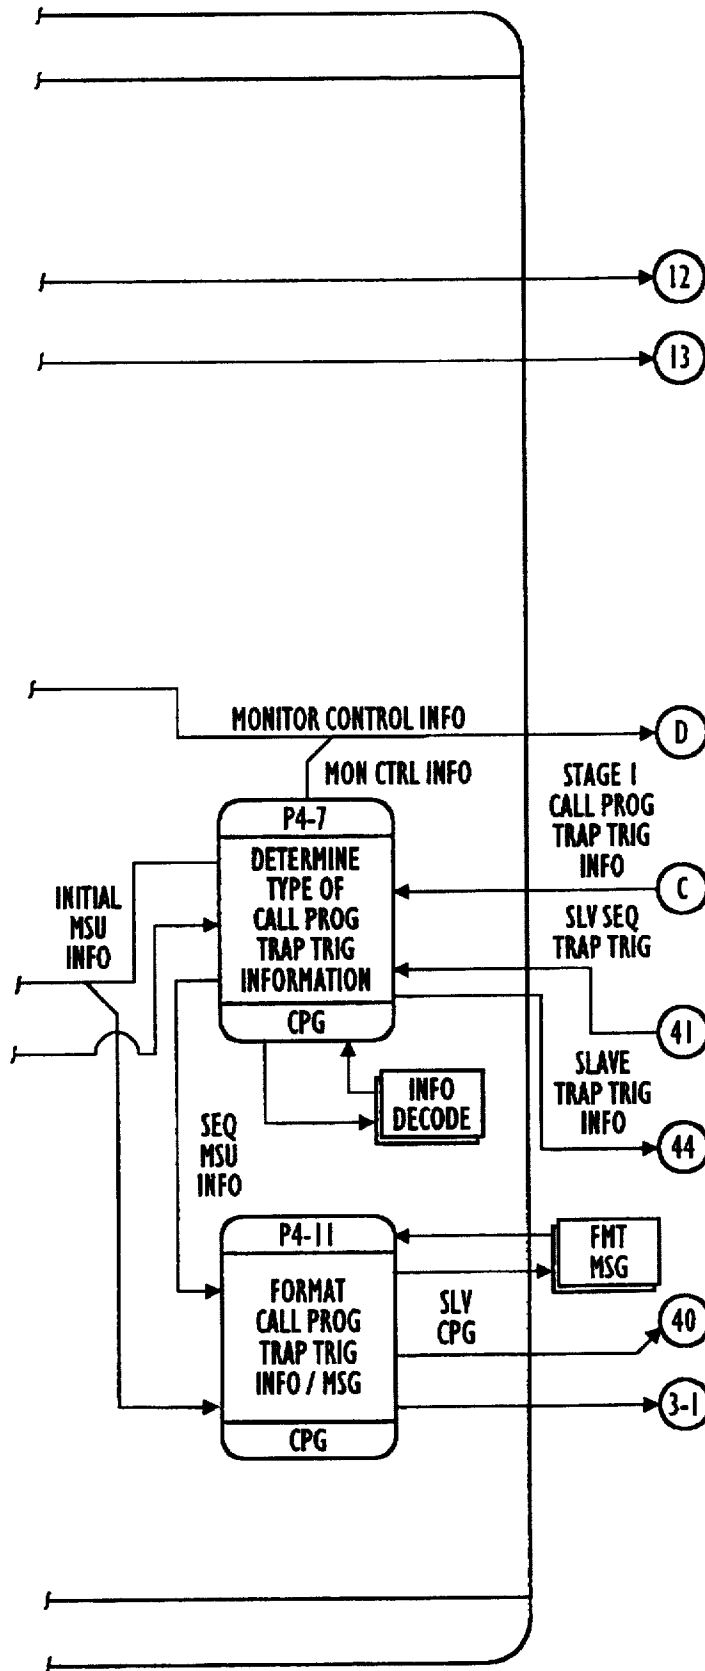 12
13
MONITOR CONTROL INFO
D
MON CTRL INFO
STAGE 1
CALL PROG
TRAP TRIG
INFO
P4-7
DETERMINE
TYPE OF
CALL PROG
TRAP TRIG
INFORMATION
CPG
C
INITIAL
MSU
INFO
SLV SEQ
TRAP TRIG
41
INFO
DECODE
SLAVE
TRAP TRIG
INFO
44
SEQ
MSU
INFO
P4-11
FORMAT
CALL PROG
TRAP TRIG
INFO / MSG
CPG
FMT
MSG
SLV
CPG
40
3-1